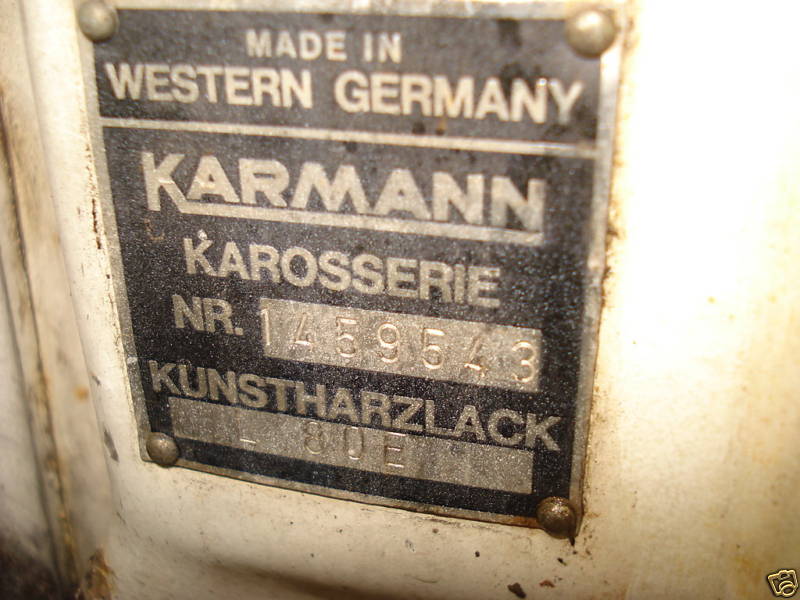 MADE IN
WESTERN GERMANY
KARMANN
KAROSSERIE
NR. 1459543
KUNSTHARZLACK
L 80E